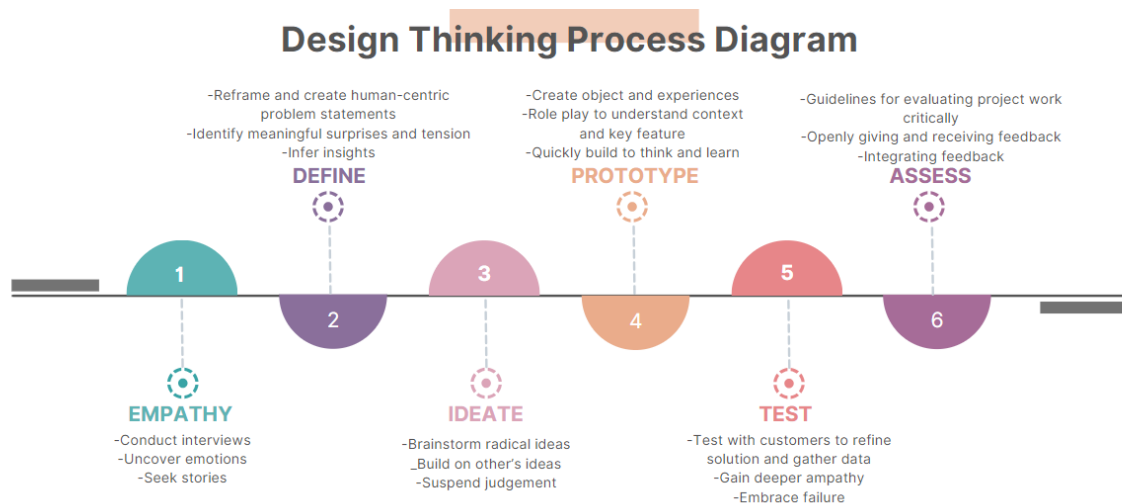 Design Thinking Process Diagram
-Reframe and create human-centric
problem statements
-Identify meaningful surprises and tension
-Infer insights
DEFINE
-Create object and experiences
-Role play to understand context
and key feature
-Quickly build to think and learn
PROTOTYPE
-Guidelines for evaluating project work
critically
-Openly giving and receiving feedback
-Integrating feedback
ASSESS
1
2
3
4
5
6
EMPATHY
-Conduct interviews
-Uncover emotions
-Seek stories
IDEATE
-Brainstorm radical ideas
_Build on other's ideas
-Suspend judgement
TEST
-Test with customers to refine
solution and gather data
-Gain deeper ampathy
-Embrace failure